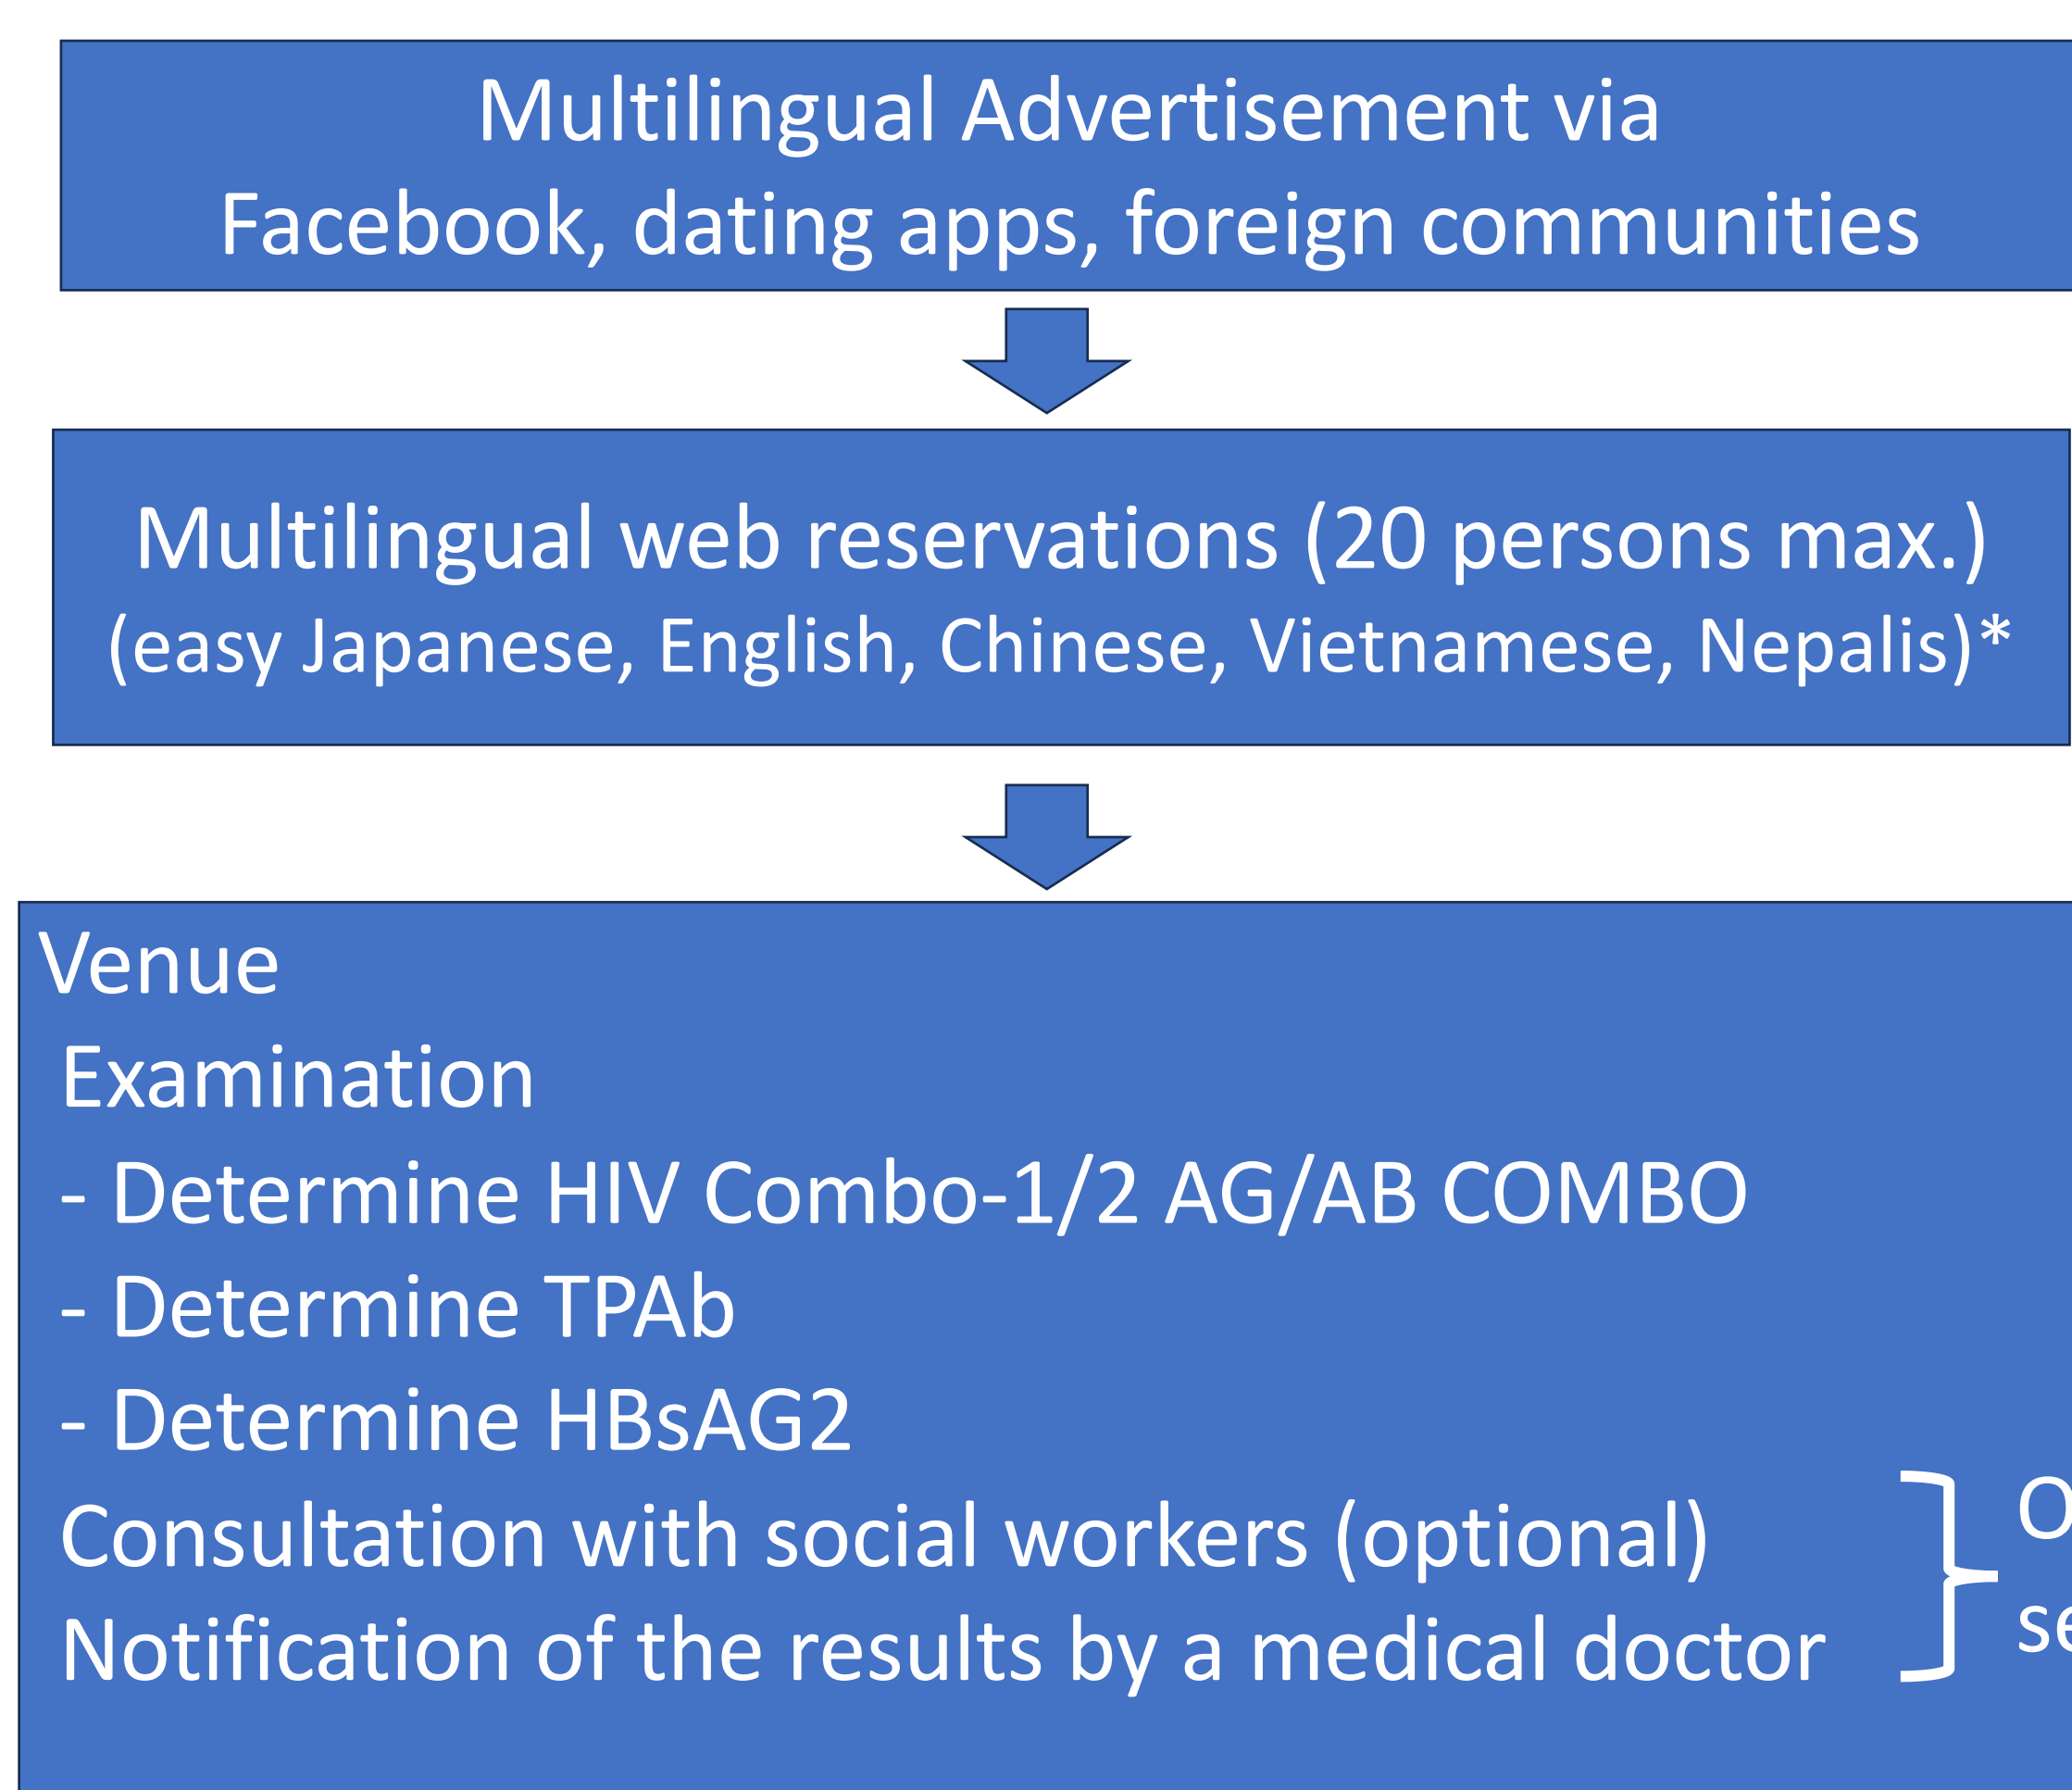 Multilingual Advertisement via
Facebook, dating apps, foreign communities
Multilingual web reservations (20 persons max.)
(easy Japanese, English, Chinese, Vietnamese, Nepalis)*
Venue
Examination
- Determine HIV Combo-1/2 AG/AB COMBO
- Determine TPAb
- Determine HBsAG2
Consultation with social workers (optional)
Notification of the results by a medical doctor